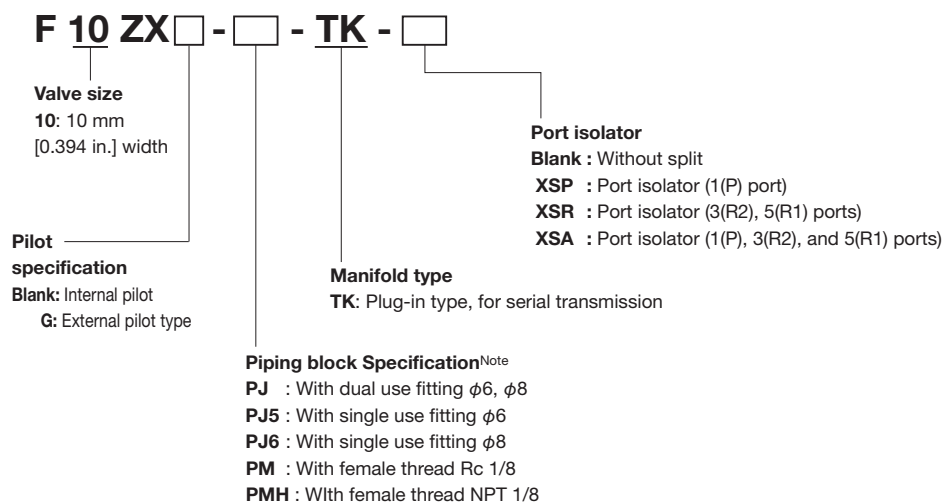 F 10 ZX□ - □ - TK - □
Valve size
10: 10 mm
[0.394 in.] width
Port isolator
Blank : Without split
XSP : Port isolator (1(P) port)
XSR : Port isolator (3(R2), 5(R1) ports)
XSA : Port isolator (1(P), 3(R2), and 5(R1) ports)
Pilot
specification
Blank: Internal pilot
G: External pilot type
Manifold type
TK: Plug-in type, for serial transmission
Piping block Specification Note
PJ : With dual use fitting ϕ6, ϕ8
PJ5 : With single use fitting ϕ6
PJ6 : With single use fitting ϕ8
PM : With female thread Rc 1/8
PMH : WIth female thread NPT 1/8